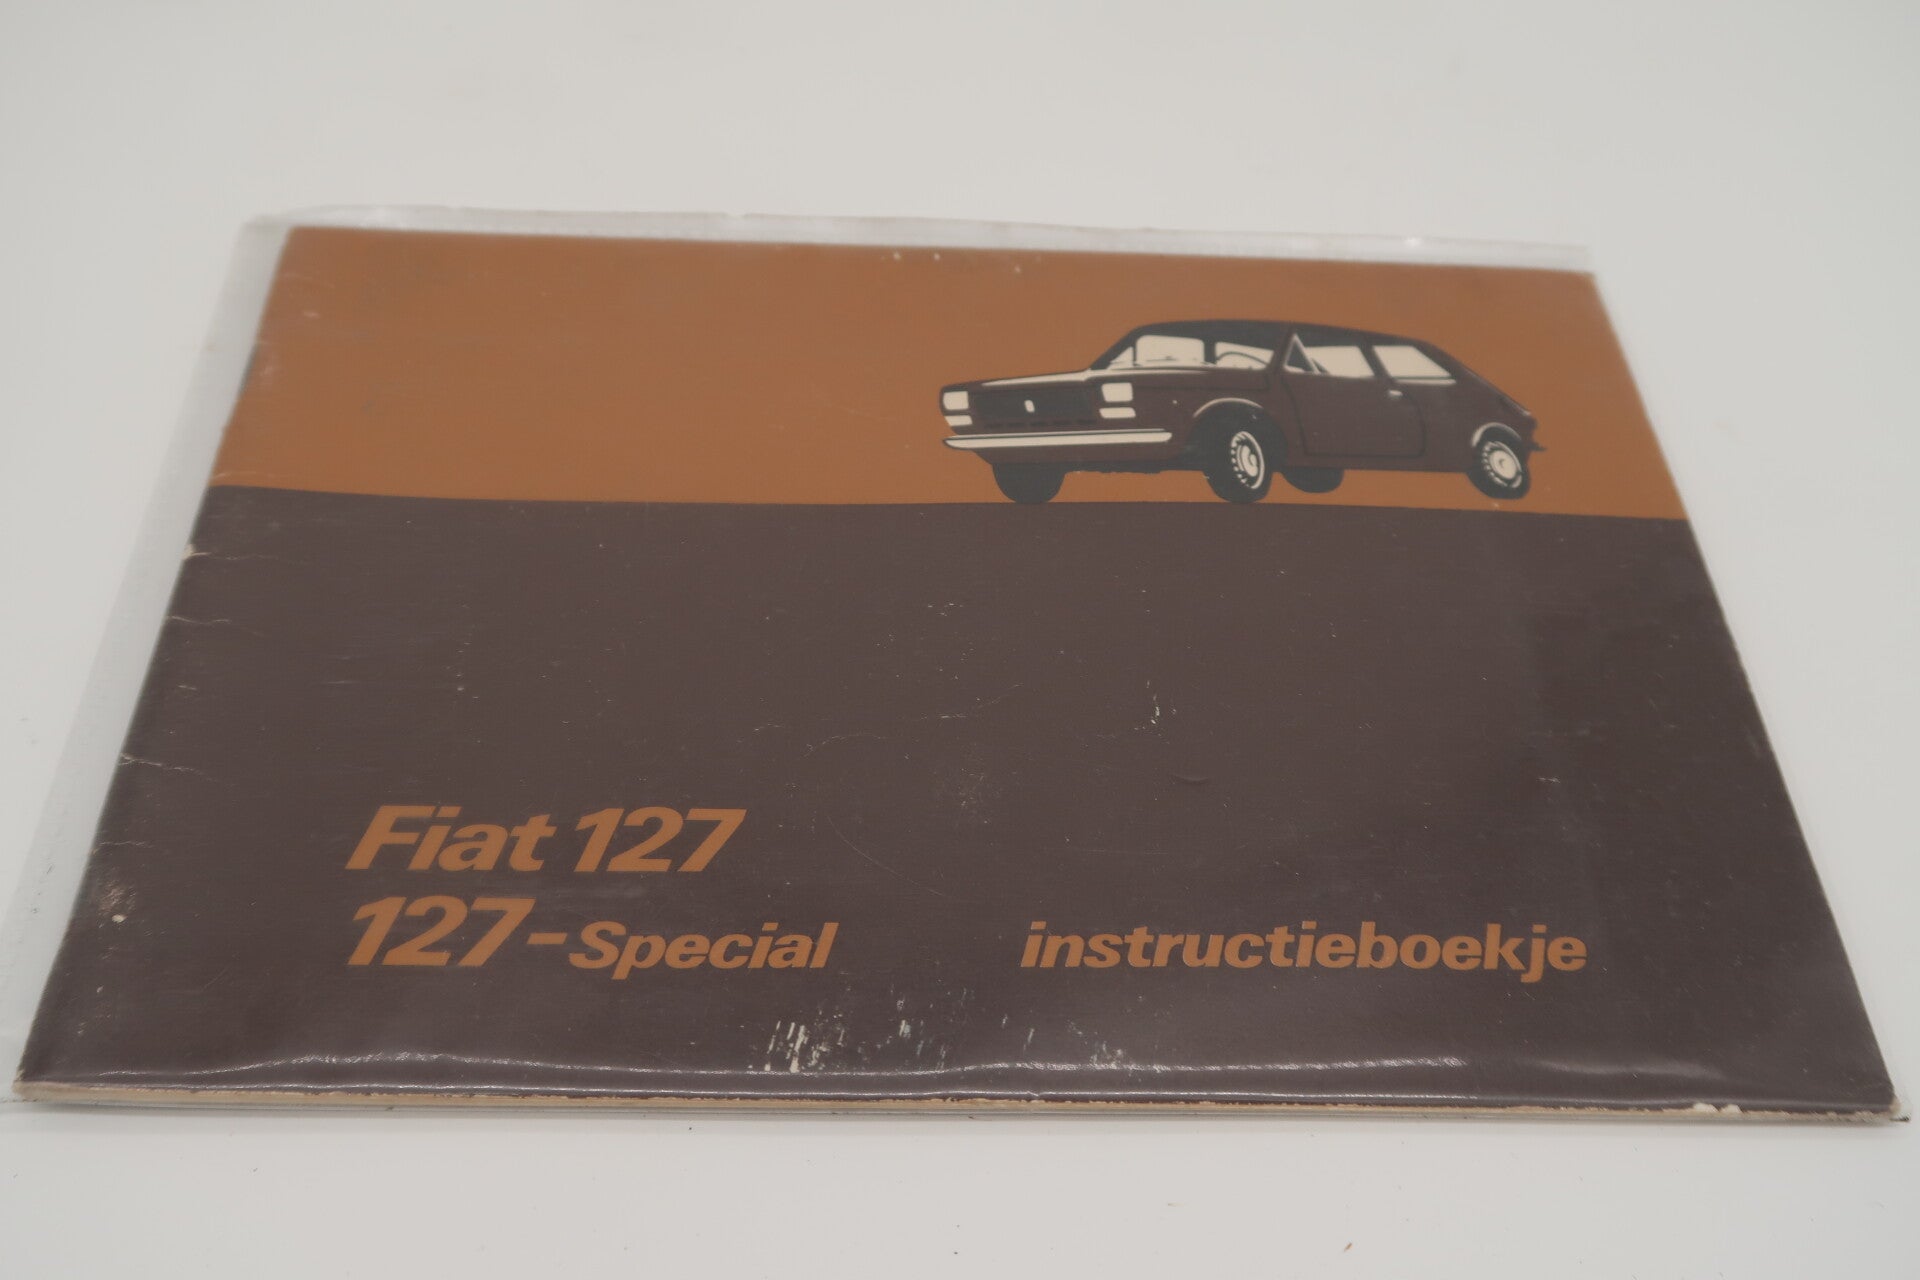 Fiat 127
127-Special
instructieboekje